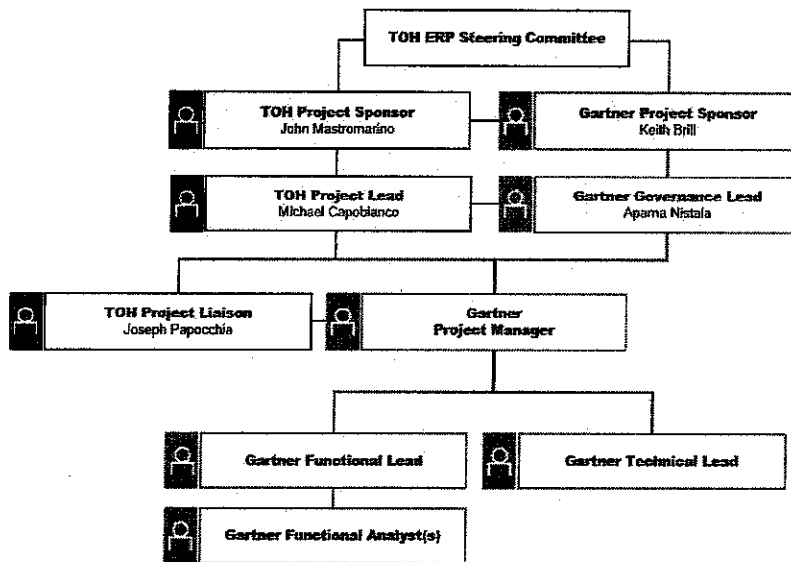 TOH ERP Steering Committee
TOH Project Sponsor
John Mastromarino
Gartner Project Sponsor
Keith Brill
TOH Project Lead
Michael Capobianco
Gartner Governance Lead
Aparna Nistala
TOH Project Liaison
Joseph Papocchia
Gartner
Project Manager
Gartner Functional Lead
Gartner Technical Lead
Gartner Functional Analyst(s)